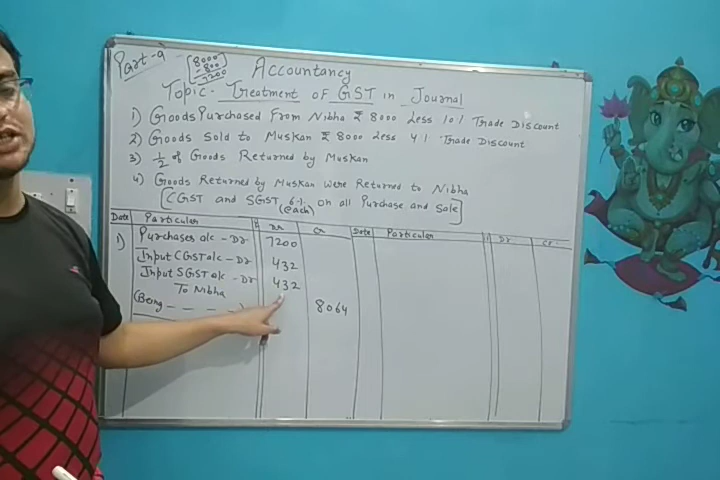 Part-9
8000
- 800
7200
Accountancy
Topic- Treatment of GST in Journal
1) Goods Purchased From Nibha ₹ 8000 Less 10% Trade Discount
2) Goods Sold to Muskan ₹ 8000 Less 4% Trade Discount
3) 1/2 of Goods Returned by Muskan
4) Goods Returned by Muskan were Returned to Nibha
[CGST and SGST 6% (each) on all Purchase and Sale]
Date Particular Dr Cr Date Particular Dr Cr
1) Purchases a/c - Dr 7200
Input CGST a/c - Dr 432
Input SGST a/c - Dr 432
To Nibha 8064
(Being - - - -)